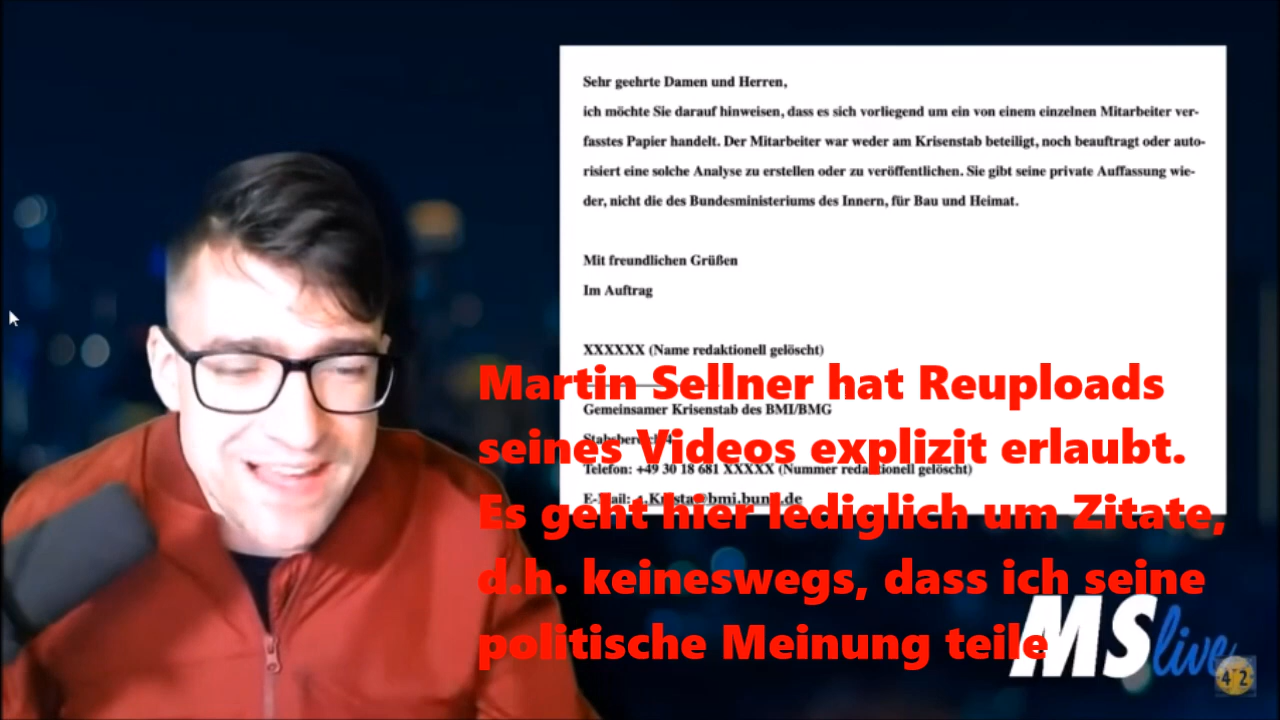 Sehr geehrte Damen und Herren,
ich möchte Sie darauf hinweisen, dass es sich vorliegend um ein von einem einzelnen Mitarbeiter ver-
fasstes Papier handelt. Der Mitarbeiter war weder am Krisenstab beteiligt, noch beauftragt oder auto-
risiert eine solche Analyse zu erstellen oder zu veröffentlichen. Sie gibt seine private Auffassung wie-
der, nicht die des Bundesministeriums des Innern, für Bau und Heimat.
Mit freundlichen Grüßen
Im Auftrag
XXXXXX (Name redaktionell gelöscht)
Martin Sellner hat Reuploads
Gemeinsamer Krisenstab des BMI/BMG
seines Videos explizit erlaubt.
Telefon: +49 30 18 681 XXXXX (Nummer redaktionell gelöscht)
E-Mail:
Es geht hier lediglich um Zitate,
d.h. keineswegs, dass ich seine
politische Meinung teile
MSlive
42